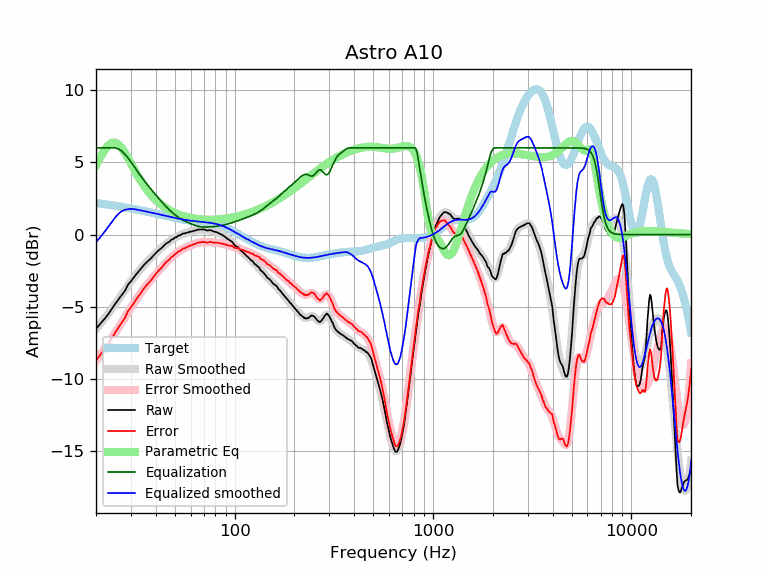 Astro A10
Amplitude (dBr)
10
5
0
−5
−10
−15
Target
Raw Smoothed
Error Smoothed
Raw
Error
Parametric Eq
Equalization
Equalized smoothed
100
1000
10000
Frequency (Hz)